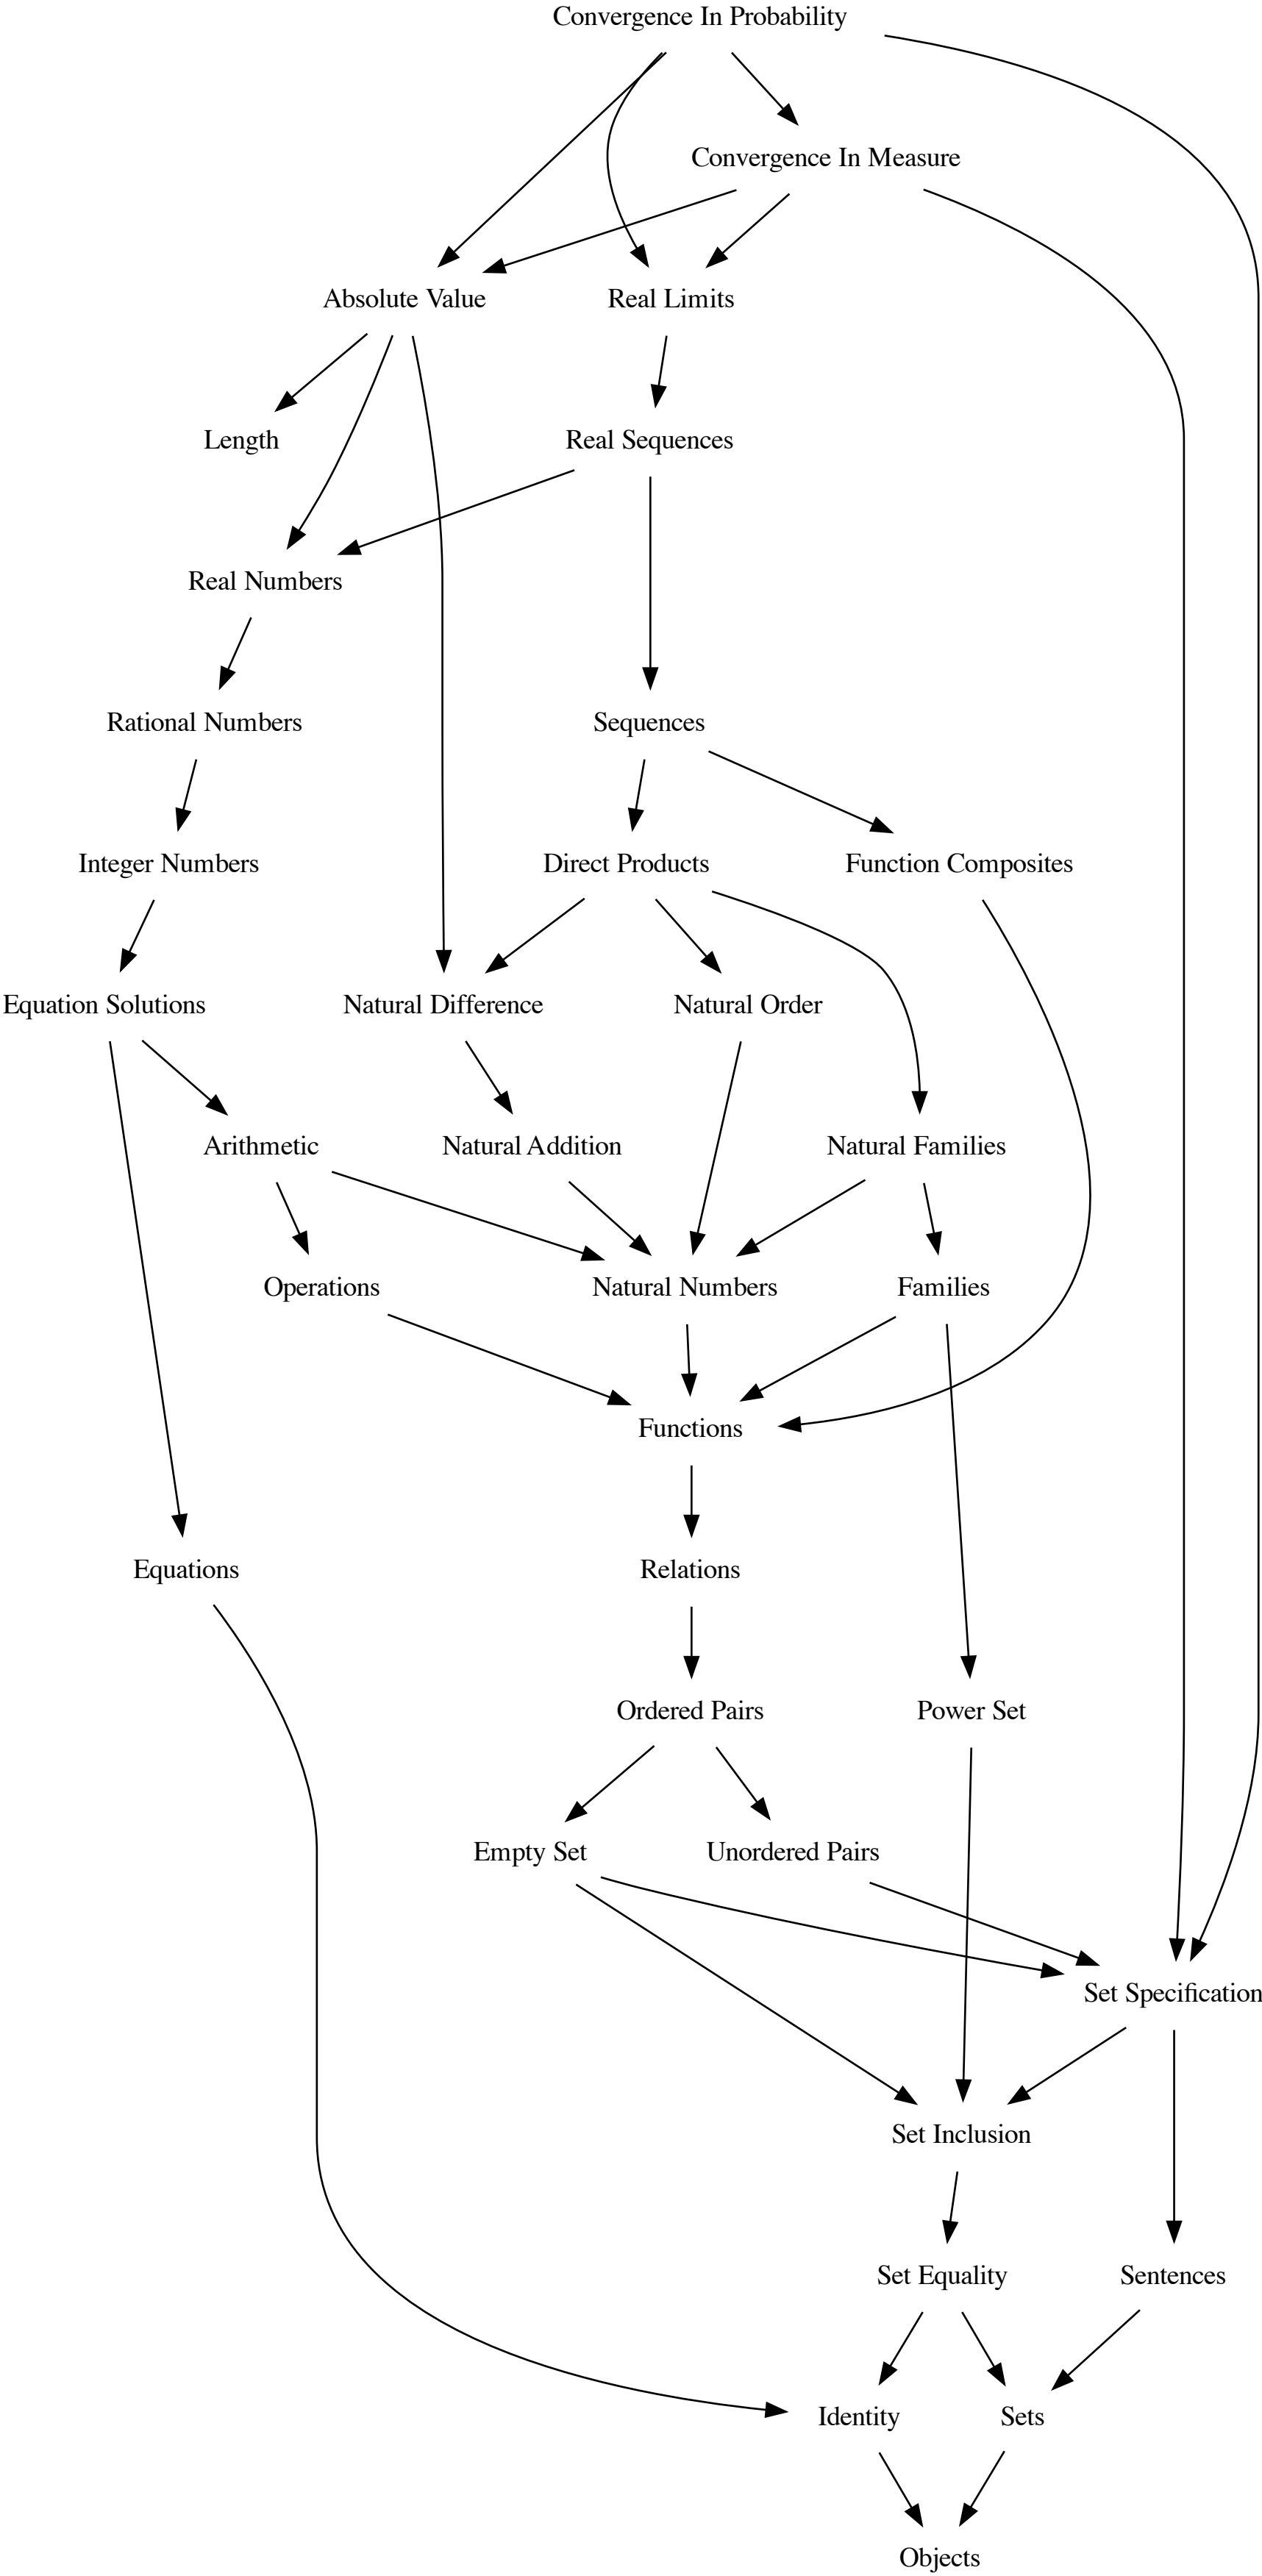 Convergence In Probability
Convergence In Measure
Absolute Value
Real Limits
Length
Real Sequences
Real Numbers
Rational Numbers
Sequences
Integer Numbers
Direct Products
Function Composites
Equation Solutions
Natural Difference
Natural Order
Arithmetic
Natural Addition
Natural Families
Operations
Natural Numbers
Families
Functions
Equations
Relations
Ordered Pairs
Power Set
Empty Set
Unordered Pairs
Set Specification
Set Inclusion
Set Equality
Sentences
Identity
Sets
Objects